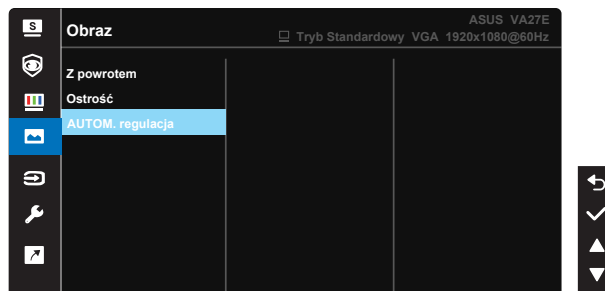 S
Obraz
ASUS VA27E
Tryb Standardowy VGA 1920x1080@60Hz
Z powrotem
Ostrość
AUTOM. regulacja